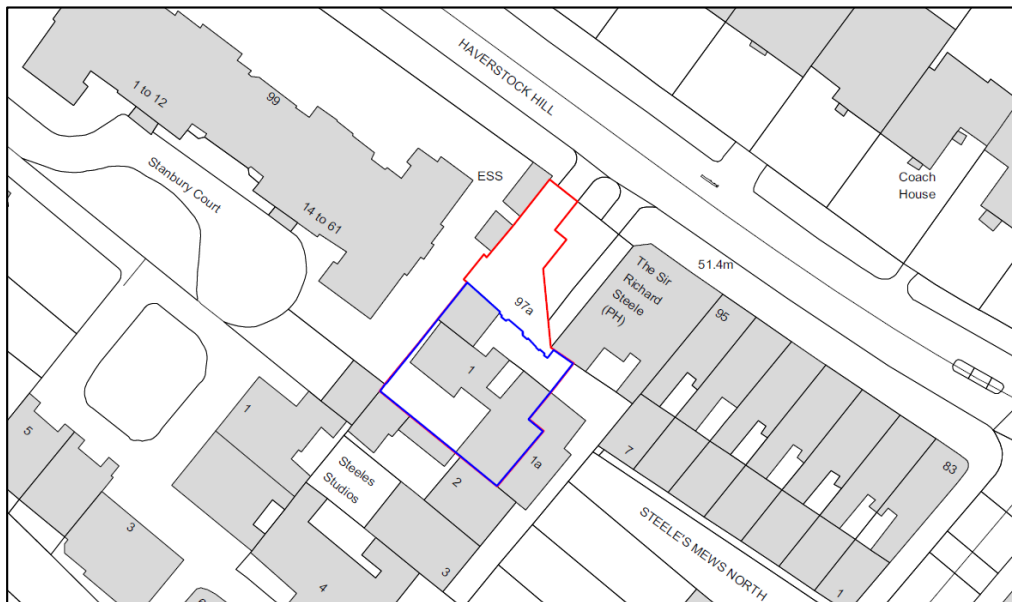 HAVERSTOCK HILL
1 to 12
99
Stanbury Court
ESS
Coach
House
14 to 61
51.4m
The Sir
Richard
Steele
(PH)
97a
95
1
1
5
1a
7
83
Steeles
Studios
2
3
STEELE'S MEWS NORTH
4
3
1